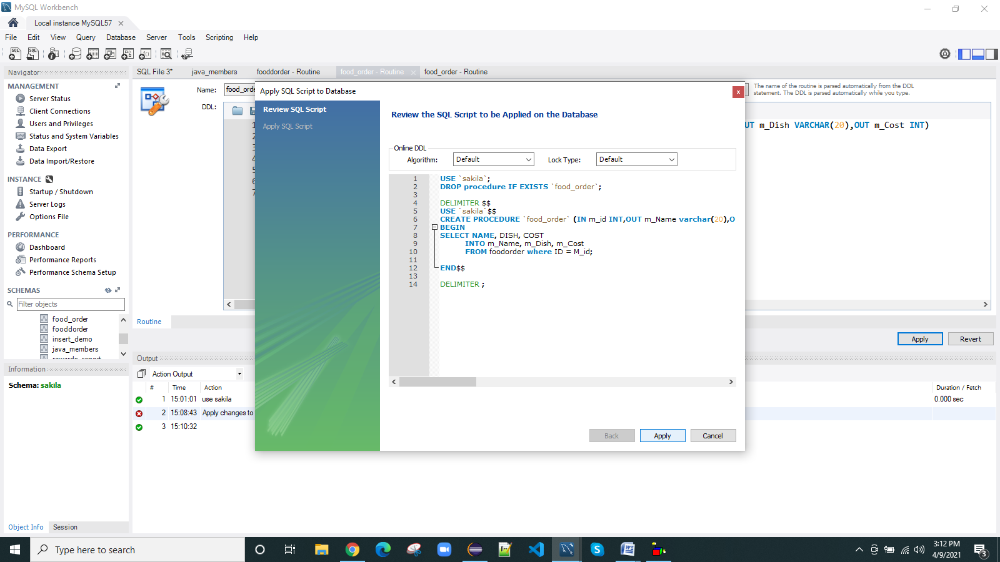 MySQL Workbench
Local instance MySQL57
File Edit View Query Database Server Tools Scripting Help
Navigator
SQL File 3* java_members fooddorder - Routine food_order - Routine food_order - Routine
MANAGEMENT
Server Status
Client Connections
Users and Privileges
Status and System Variables
Data Export
Data Import/Restore
INSTANCE
Startup / Shutdown
Server Logs
Options File
PERFORMANCE
Dashboard
Performance Reports
Performance Schema Setup
SCHEMAS
Filter objects
food_order
fooddorder
insert_demo
java_members
rewards_report
Information
Schema: sakila
Object Info Session
Name: food_orde
The name of the routine is parsed automatically from the DDL
statement. The DDL is parsed automatically while you type.
DDL:
UT m_Dish VARCHAR(20),OUT m_Cost INT)
Apply SQL Script to Database
Review SQL Script
Apply SQL Script
Review the SQL Script to be Applied on the Database
Online DDL
Algorithm: Default Lock Type: Default
1 USE `sakila`;
2 DROP procedure IF EXISTS `food_order`;
3
4 DELIMITER $$
5 USE `sakila`$$
6 CREATE PROCEDURE `food_order` (IN m_id INT,OUT m_Name varchar(20),O
7 BEGIN
8 SELECT NAME, DISH, COST
9 INTO m_Name, m_Dish, m_Cost
10 FROM foodorder where ID = M_id;
11
12 END$$
13
14 DELIMITER ;
Back Apply Cancel
Routine
Apply Revert
Output
Action Output
# Time Action Duration / Fetch
1 15:01:01 use sakila 0.000 sec
2 15:08:43 Apply changes to
3 15:10:32
Type here to search
3:12 PM
4/9/2021
3